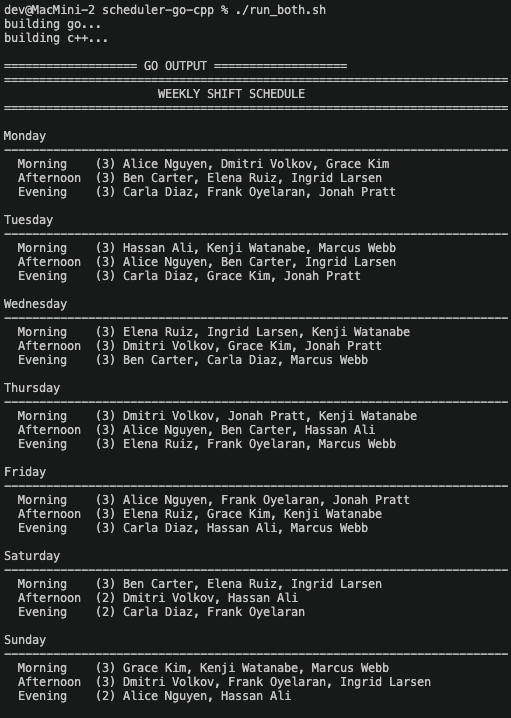 dev@MacMini-2 scheduler-go-cpp % ./run_both.sh
building go...
building c++...
=================== GO OUTPUT ===================
========================================================================
WEEKLY SHIFT SCHEDULE
========================================================================
Monday
------------------------------------------------------------------------
Morning    (3) Alice Nguyen, Dmitri Volkov, Grace Kim
Afternoon  (3) Ben Carter, Elena Ruiz, Ingrid Larsen
Evening    (3) Carla Diaz, Frank Oyelaran, Jonah Pratt
Tuesday
------------------------------------------------------------------------
Morning    (3) Hassan Ali, Kenji Watanabe, Marcus Webb
Afternoon  (3) Alice Nguyen, Ben Carter, Ingrid Larsen
Evening    (3) Carla Diaz, Grace Kim, Jonah Pratt
Wednesday
------------------------------------------------------------------------
Morning    (3) Elena Ruiz, Ingrid Larsen, Kenji Watanabe
Afternoon  (3) Dmitri Volkov, Grace Kim, Jonah Pratt
Evening    (3) Ben Carter, Carla Diaz, Marcus Webb
Thursday
------------------------------------------------------------------------
Morning    (3) Dmitri Volkov, Jonah Pratt, Kenji Watanabe
Afternoon  (3) Alice Nguyen, Ben Carter, Hassan Ali
Evening    (3) Elena Ruiz, Frank Oyelaran, Marcus Webb
Friday
------------------------------------------------------------------------
Morning    (3) Alice Nguyen, Frank Oyelaran, Jonah Pratt
Afternoon  (3) Elena Ruiz, Grace Kim, Kenji Watanabe
Evening    (3) Carla Diaz, Hassan Ali, Marcus Webb
Saturday
------------------------------------------------------------------------
Morning    (3) Ben Carter, Elena Ruiz, Ingrid Larsen
Afternoon  (2) Dmitri Volkov, Hassan Ali
Evening    (2) Carla Diaz, Frank Oyelaran
Sunday
------------------------------------------------------------------------
Morning    (3) Grace Kim, Kenji Watanabe, Marcus Webb
Afternoon  (3) Dmitri Volkov, Frank Oyelaran, Ingrid Larsen
Evening    (2) Alice Nguyen, Hassan Ali